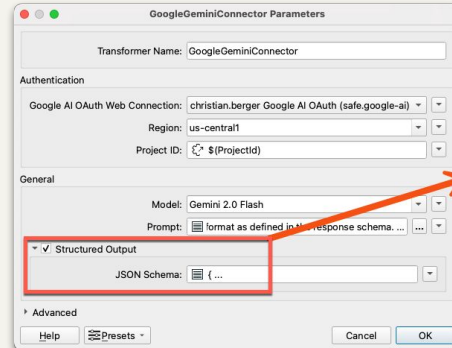 GoogleGeminiConnector Parameters
Transformer Name: GoogleGeminiConnector
Authentication
Google AI OAuth Web Connection: christian.berger Google AI OAuth (safe.google-ai)
Region: us-central1
Project ID: $(ProjectId)
General
Model: Gemini 2.0 Flash
Prompt: format as defined in the response schema. ... ...
Structured Output
JSON Schema: { ...
Advanced
Help Presets Cancel OK